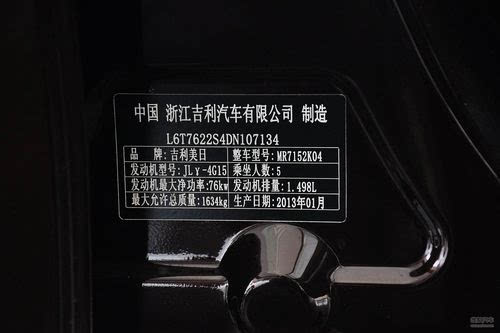 中国 浙江吉利汽车有限公司 制造
L6T7622S4DN107134
品 牌:吉利美日 整车型号:MR7152K04
发动机型号:JLγ-4G15 乘坐人数:5
发动机最大净功率:76kw 发动机排量:1.498L
最大允许总质量:1634kg 生产日期:2013年01月